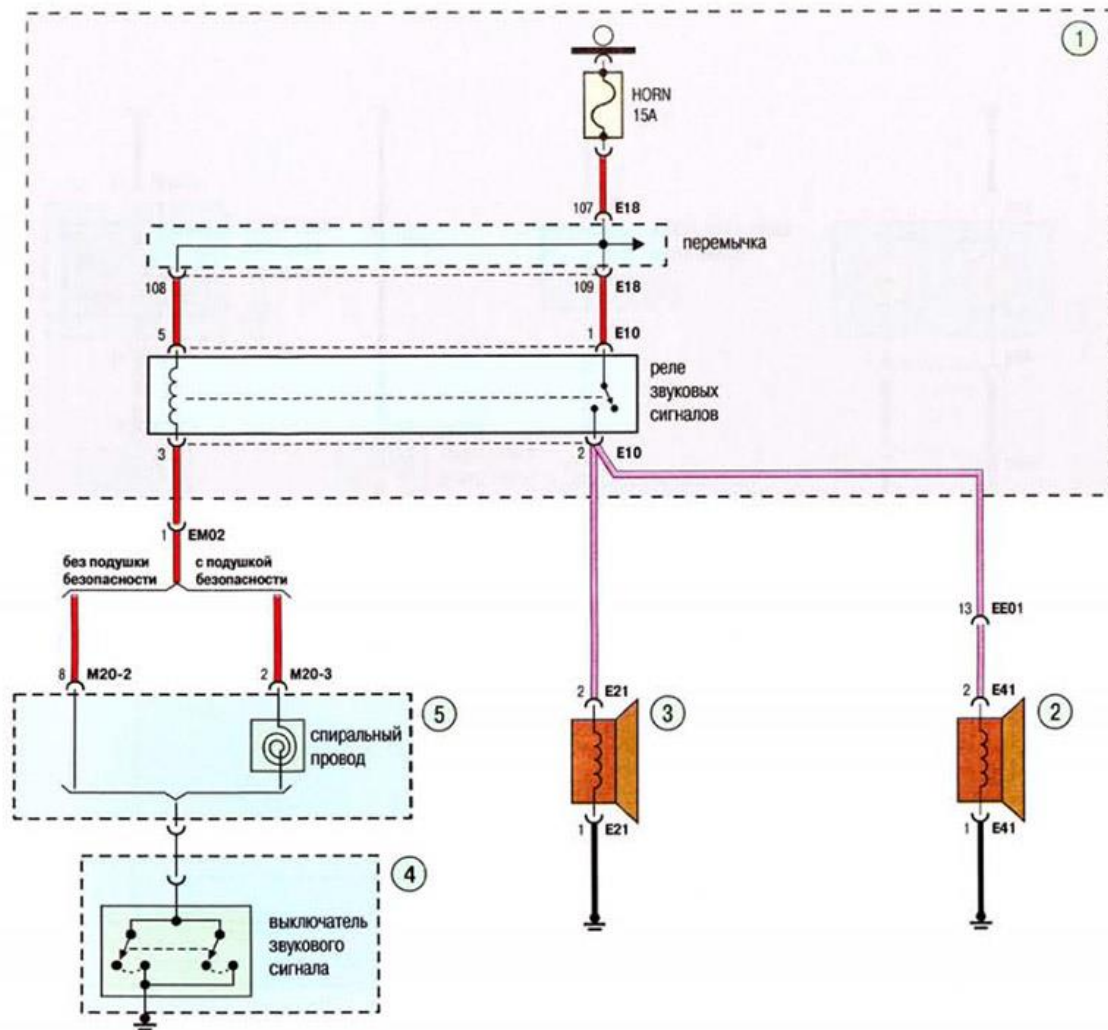 1
HORN
15A
107 E18
перемычка
108
109 E18
5
1 E10
реле
звуковых
сигналов
3
2 E10
1 EM02
без подушки
безопасности
с подушкой
безопасности
13 EE01
8 M20-2
2 M20-3
2 E21
2 E41
5
3
2
спиральный
провод
1 E21
1 E41
4
выключатель
звукового
сигнала